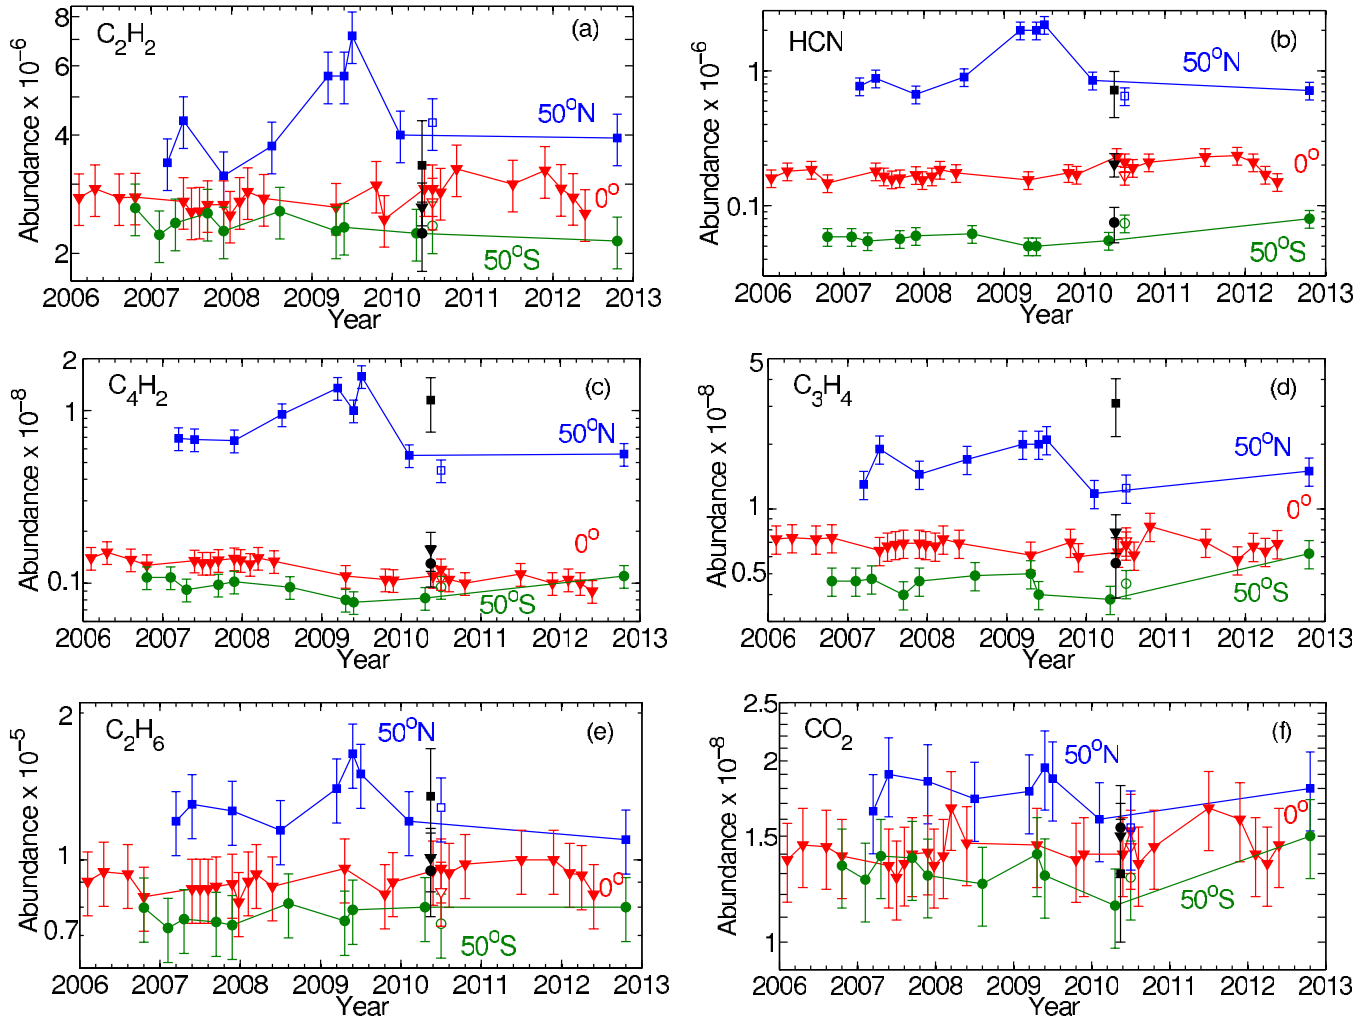 C2H2
(a)
8
6
4
2
Abundance x 10−6
50oN
0o
50oS
2006 2007 2008 2009 2010 2011 2012 2013
Year
HCN
(b)
1
0.1
Abundance x 10−6
50oN
0o
50oS
2006 2007 2008 2009 2010 2011 2012 2013
Year
C4H2
(c)
2
1
0.1
Abundance x 10−8
50oN
0o
50oS
2006 2007 2008 2009 2010 2011 2012 2013
Year
C3H4
(d)
5
1
0.5
Abundance x 10−8
50oN
0o
50oS
2006 2007 2008 2009 2010 2011 2012 2013
Year
C2H6
(e)
2
1
0.7
Abundance x 10−5
50oN
0o
50oS
2006 2007 2008 2009 2010 2011 2012 2013
Year
CO2
(f)
2.5
1.5
1
Abundance x 10−8
50oN
0o
50oS
2006 2007 2008 2009 2010 2011 2012 2013
Year